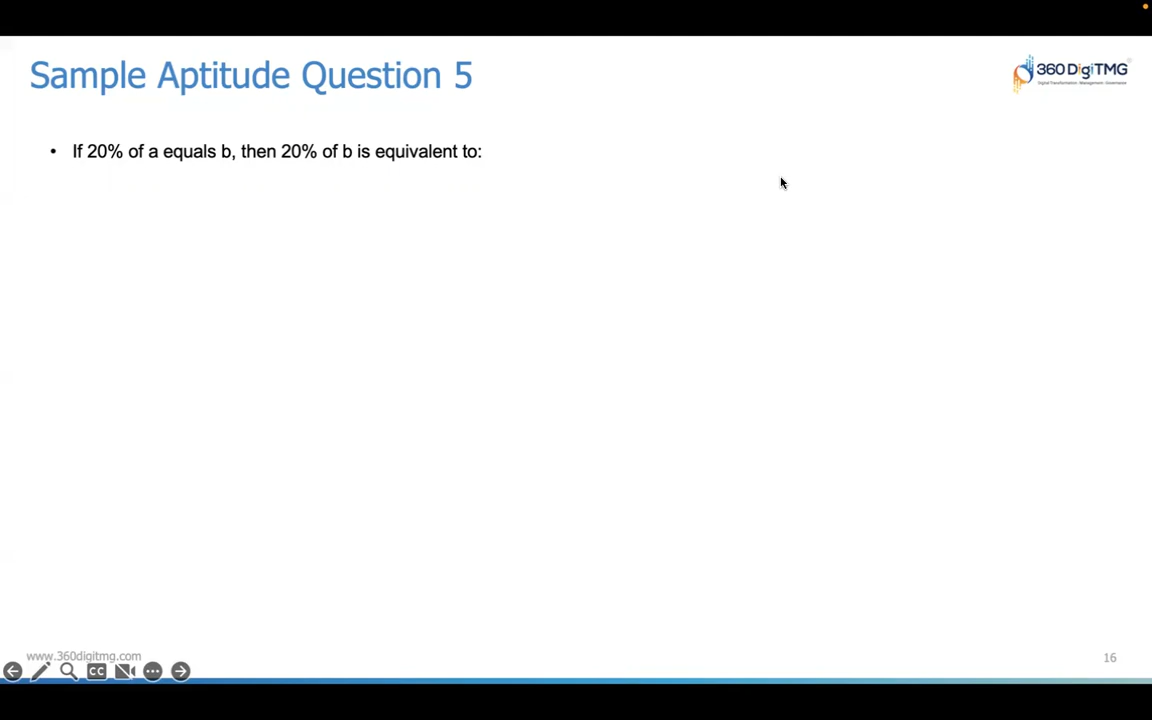 Sample Aptitude Question 5
360DigiTMG
• If 20% of a equals b, then 20% of b is equivalent to:
www.360digitmg.com
16
CC